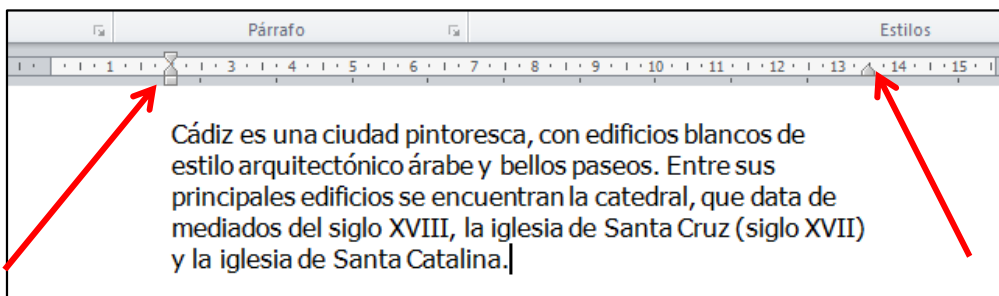 Párrafo Estilos
1 3 4 5 6 7 8 9 10 11 12 13 14 15
Cádiz es una ciudad pintoresca, con edificios blancos de
estilo arquitectónico árabe y bellos paseos. Entre sus
principales edificios se encuentran la catedral, que data de
mediados del siglo XVIII, la iglesia de Santa Cruz (siglo XVII)
y la iglesia de Santa Catalina.